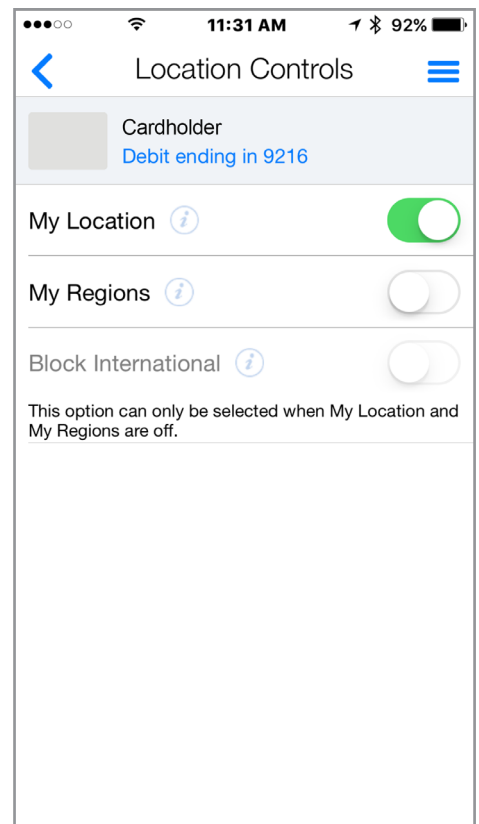 11:31 AM 92%
Location Controls
Cardholder
Debit ending in 9216
My Location i
My Regions i
Block International i
This option can only be selected when My Location and
My Regions are off.